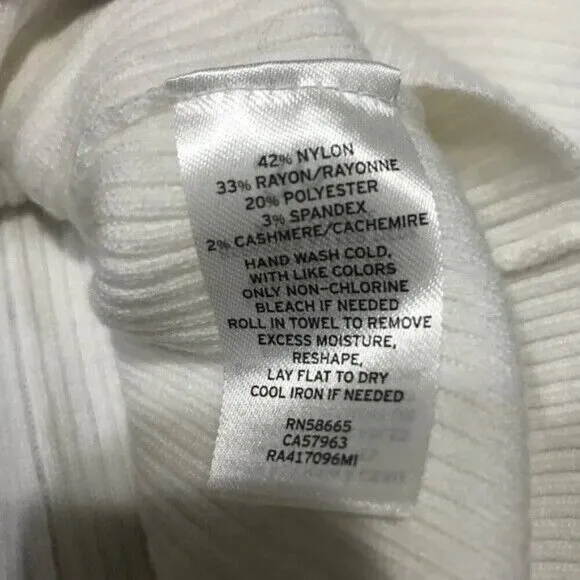 42% NYLON
33% RAYON/RAYONNE
20% POLYESTER
3% SPANDEX
2% CASHMERE/CACHEMIRE
HAND WASH COLD,
WITH LIKE COLORS
ONLY NON-CHLORINE
BLEACH IF NEEDED
ROLL IN TOWEL TO REMOVE
EXCESS MOISTURE,
RESHAPE,
LAY FLAT TO DRY
COOL IRON IF NEEDED
RN58665
CA57963
RA417096MI